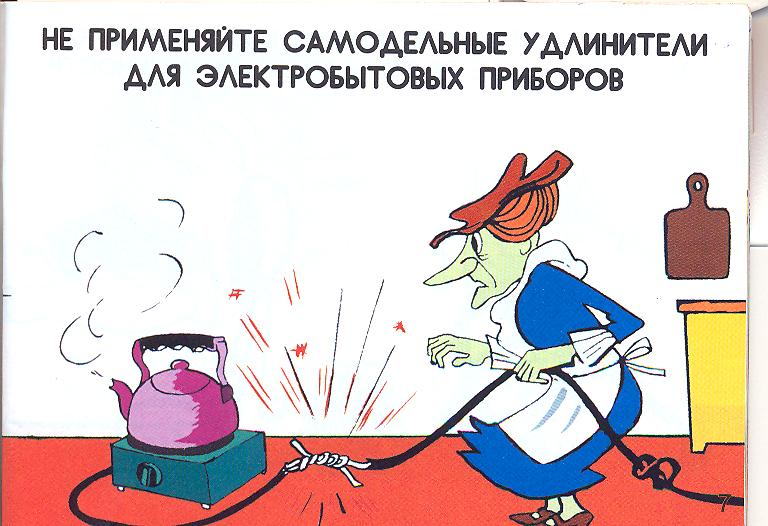 НЕ ПРИМЕНЯЙТЕ САМОДЕЛЬНЫЕ УДЛИНИТЕЛИ
ДЛЯ ЭЛЕКТРОБЫТОВЫХ ПРИБОРОВ
7